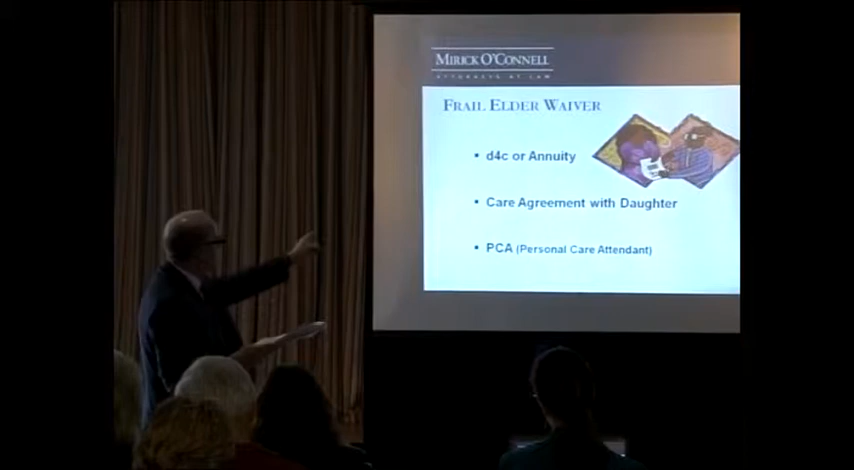 MIRICK O'CONNELL
ATTORNEYS AT LAW
FRAIL ELDER WAIVER
▪ d4c or Annuity
▪ Care Agreement with Daughter
▪ PCA (Personal Care Attendant)